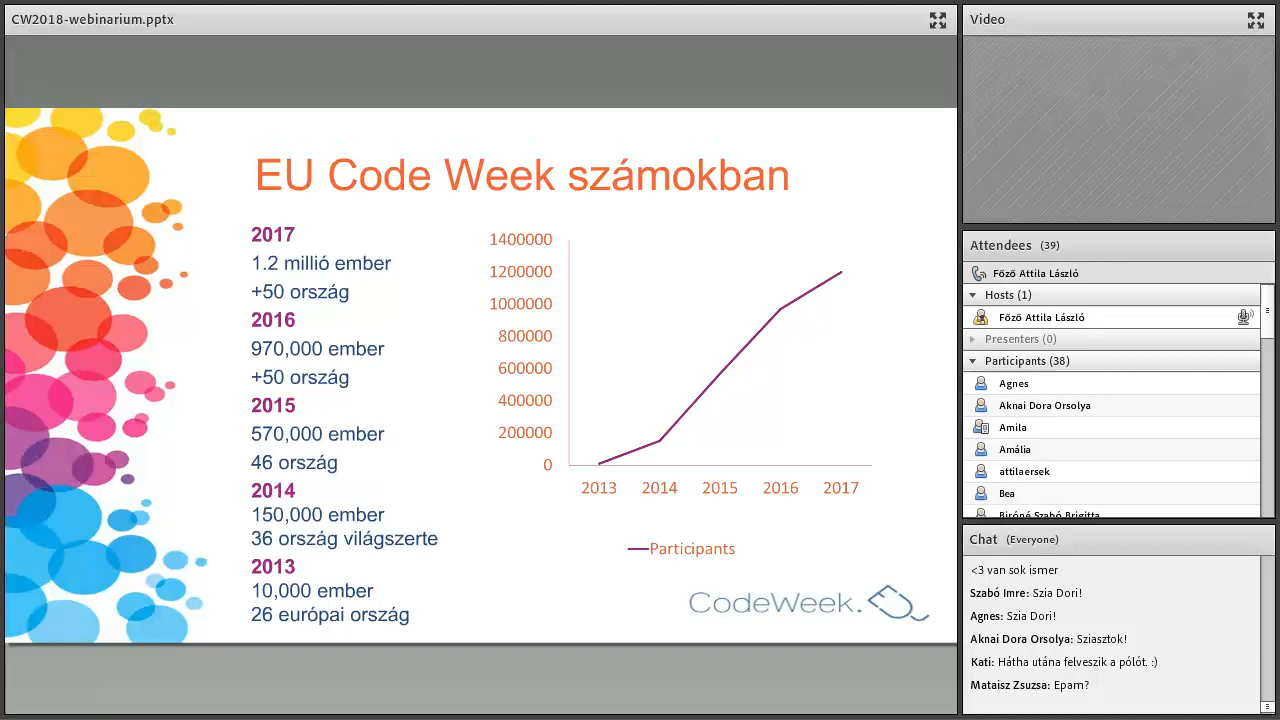 CW2018-webinarium.pptx
EU Code Week számokban
2017
1.2 millió ember
+50 ország
2016
970,000 ember
+50 ország
2015
570,000 ember
46 ország
2014
150,000 ember
36 ország világszerte
2013
10,000 ember
26 európai ország
1400000
1200000
1000000
800000
600000
400000
200000
0
2013 2014 2015 2016 2017
Participants
CodeWeek.
Video
Attendees (39)
Főző Attila László
Hosts (1)
Főző Attila László
Presenters (0)
Participants (38)
Agnes
Aknai Dora Orsolya
Amila
Amália
attilaersek
Bea
Biróné Szabó Brigitta
Chat (Everyone)
<3 van sok ismer
Szabó Imre: Szia Dori!
Agnes: Szia Dori!
Aknai Dora Orsolya: Sziasztok!
Kati: Hátha utána felveszik a pólót. :)
Mataisz Zsuzsa: Epam?